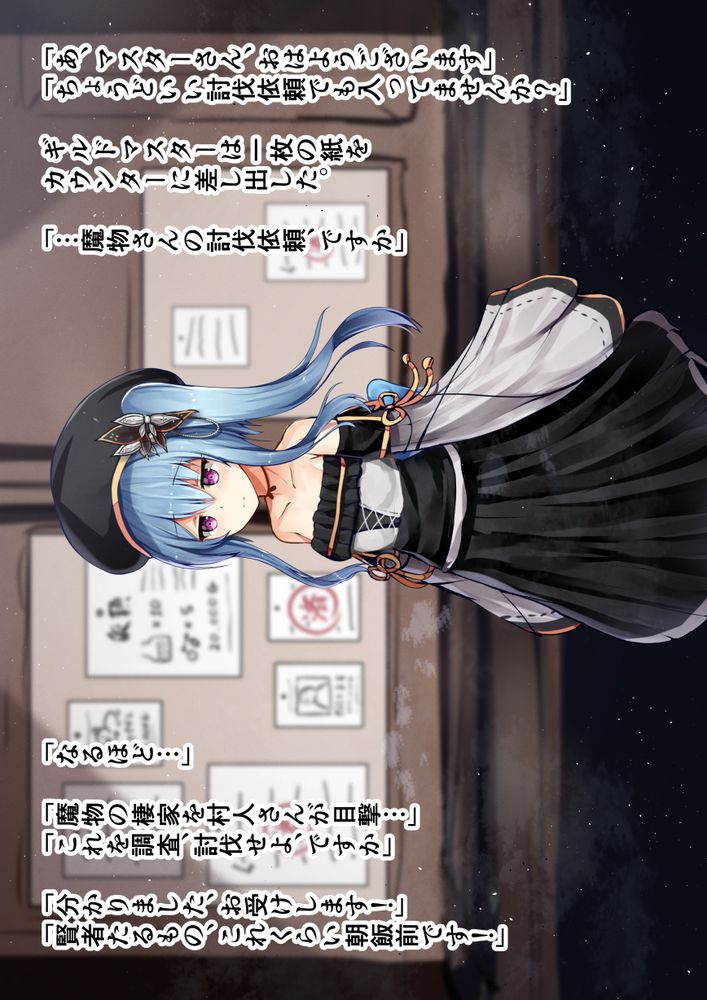 「あ、マスターさん、おはようございます」
「ちょうどいい討伐依頼でも入ってませんか？」
ギルドマスターは一枚の紙を
カウンターに差し出した。
「…魔物さんの討伐依頼、ですか」
「なるほど…」
「魔物の棲家を村人さんが目撃…」
「これを調査、討伐せよ、ですか」
「分かりました、お受けします！」
「賢者たるもの、これくらい朝飯前です！」
済